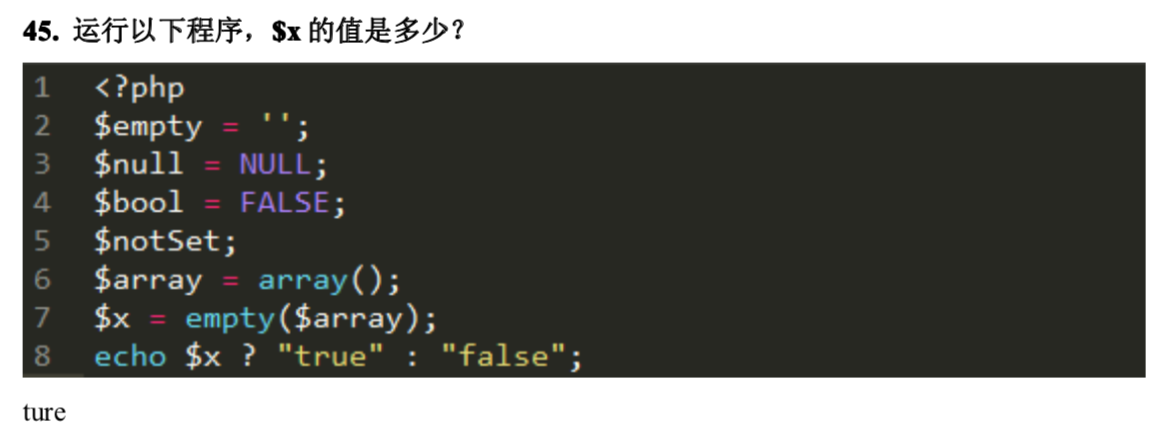 45. 运行以下程序，$x 的值是多少？
1 <?php
2 $empty = '';
3 $null = NULL;
4 $bool = FALSE;
5 $notSet;
6 $array = array();
7 $x = empty($array);
8 echo $x ? "true" : "false";
ture